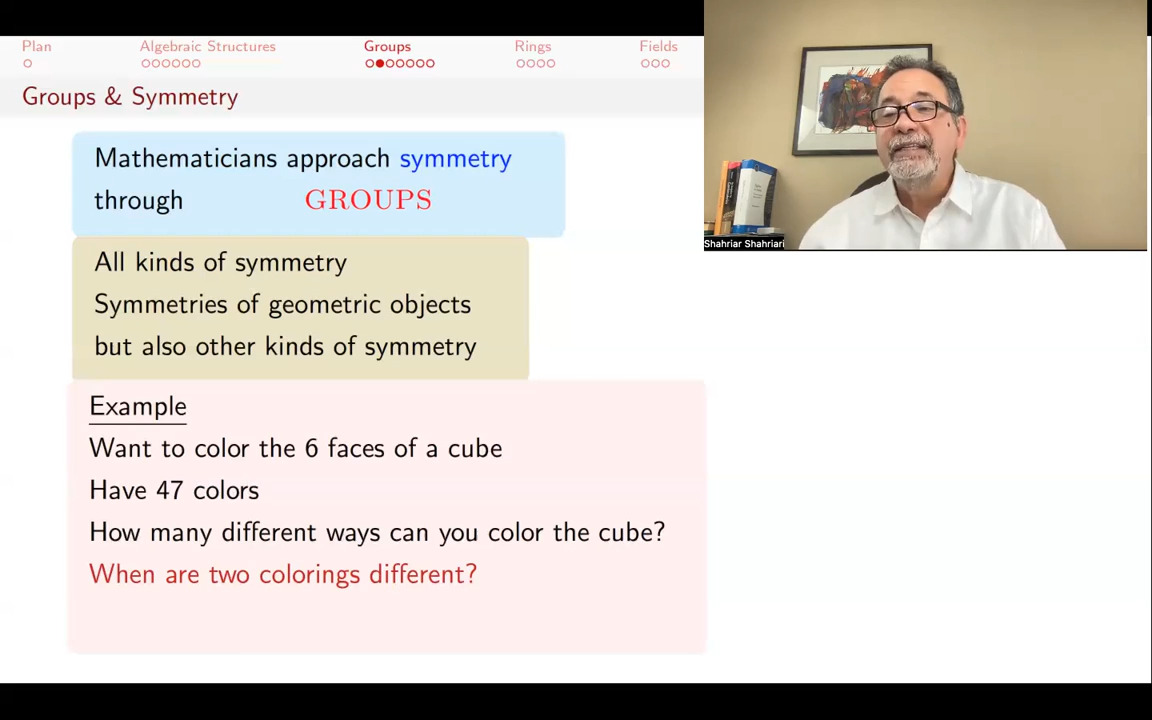 Plan Algebraic Structures Groups Rings Fields
Groups & Symmetry
Mathematicians approach symmetry
through GROUPS
All kinds of symmetry
Symmetries of geometric objects
but also other kinds of symmetry
Example
Want to color the 6 faces of a cube
Have 47 colors
How many different ways can you color the cube?
When are two colorings different?
Shahriar Shahriari